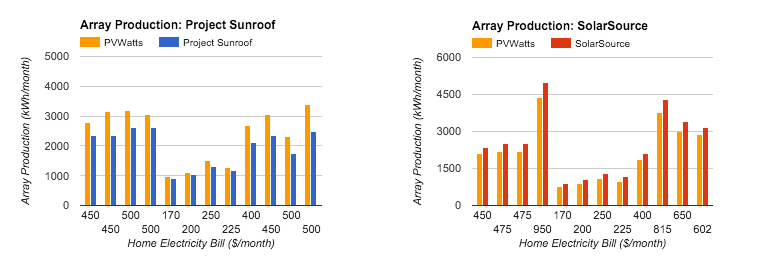 Array Production: Project Sunroof
PVWatts Project Sunroof
Array Production (kWh/month)
5000
4000
3000
2000
1000
0
450 500 170 250 400 500
450 500 200 225 450 500
Home Electricity Bill ($/month)
Array Production: SolarSource
PVWatts SolarSource
Array Production (kWh/month)
6000
4500
3000
1500
0
450 475 170 250 400 650
475 950 200 225 815 602
Home Electricity Bill ($/month)